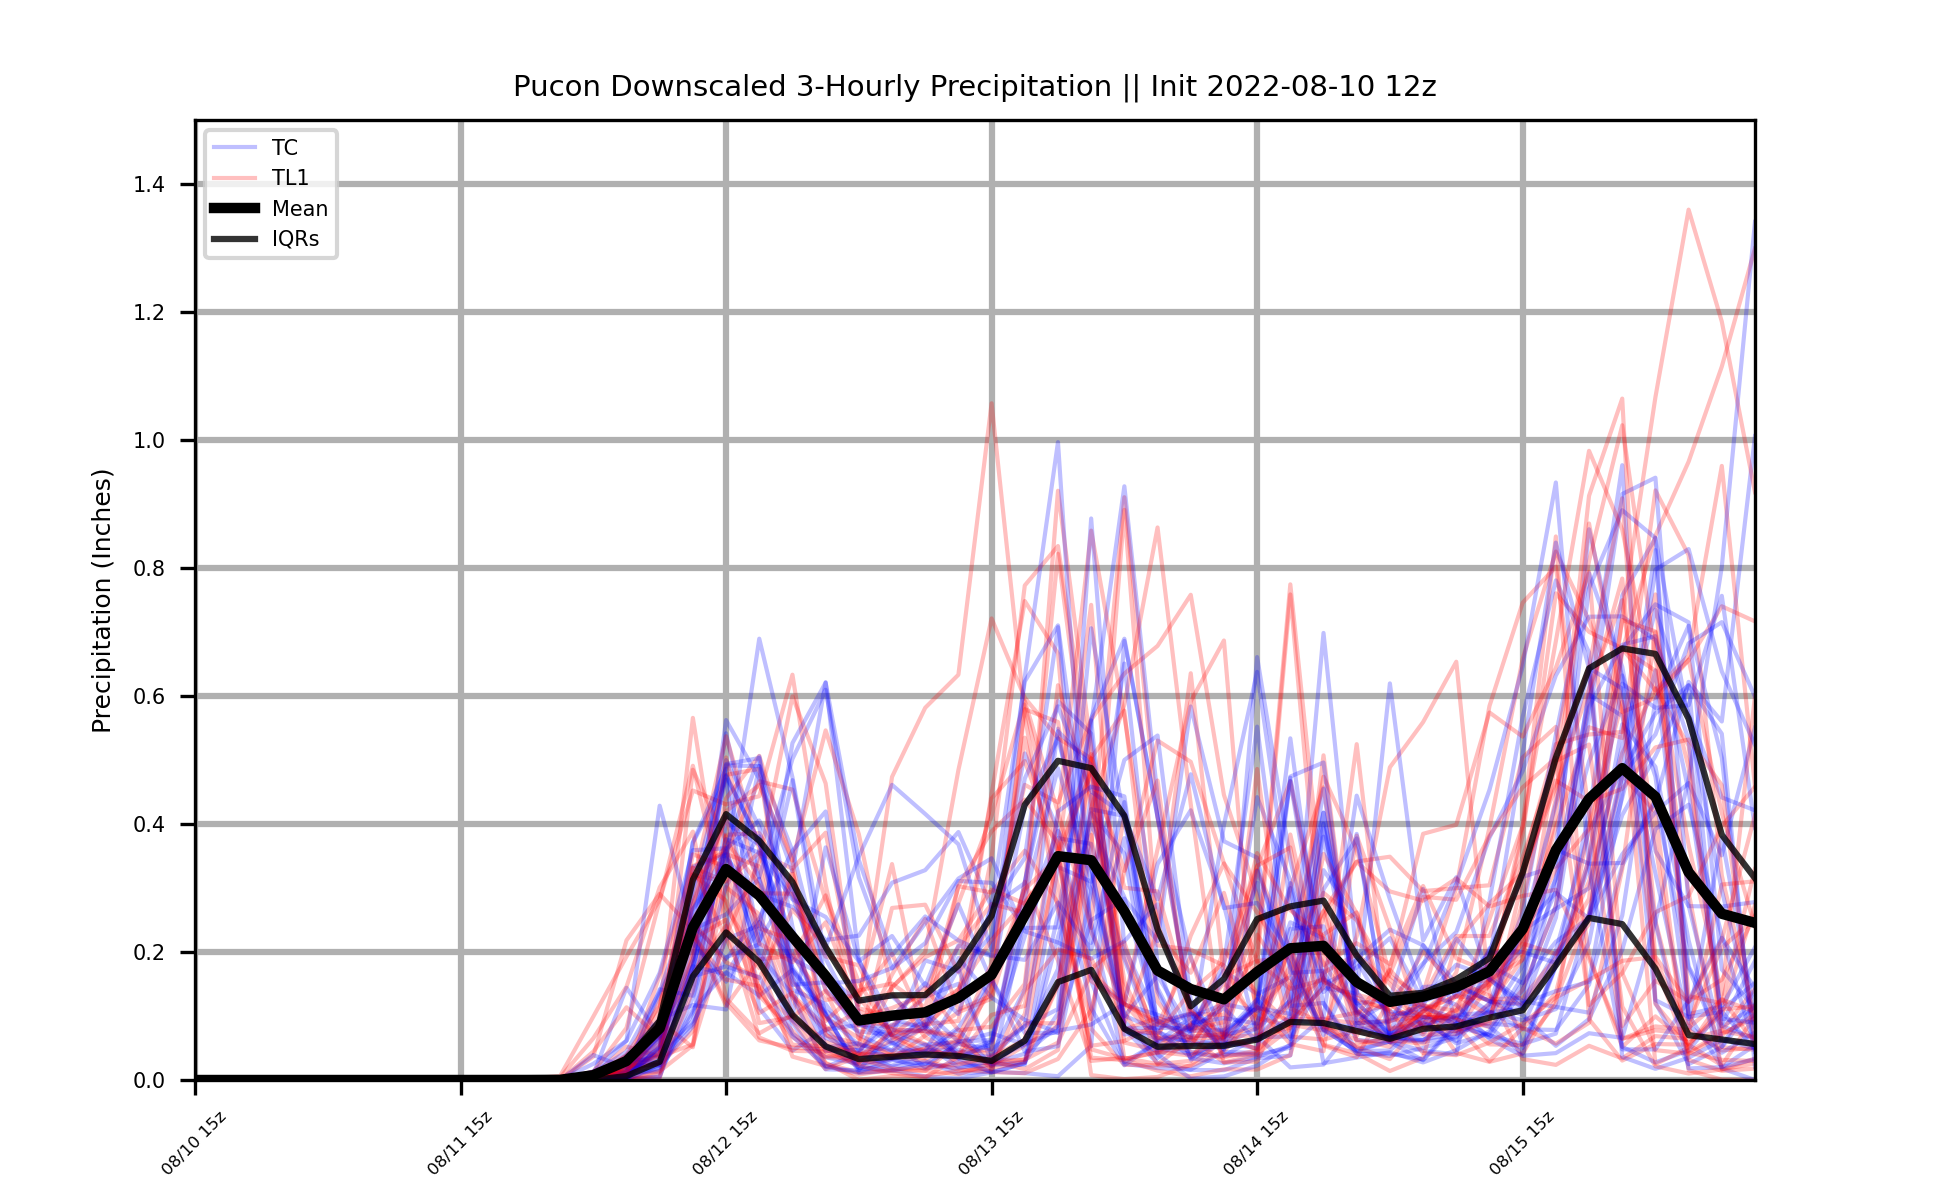 Pucon Downscaled 3-Hourly Precipitation || Init 2022-08-10 12z
TC
TL1
Mean
IQRs
Precipitation (Inches)
1.4
1.2
1.0
0.8
0.6
0.4
0.2
0.0
08/10 15z
08/11 15z
08/12 15z
08/13 15z
08/14 15z
08/15 15z